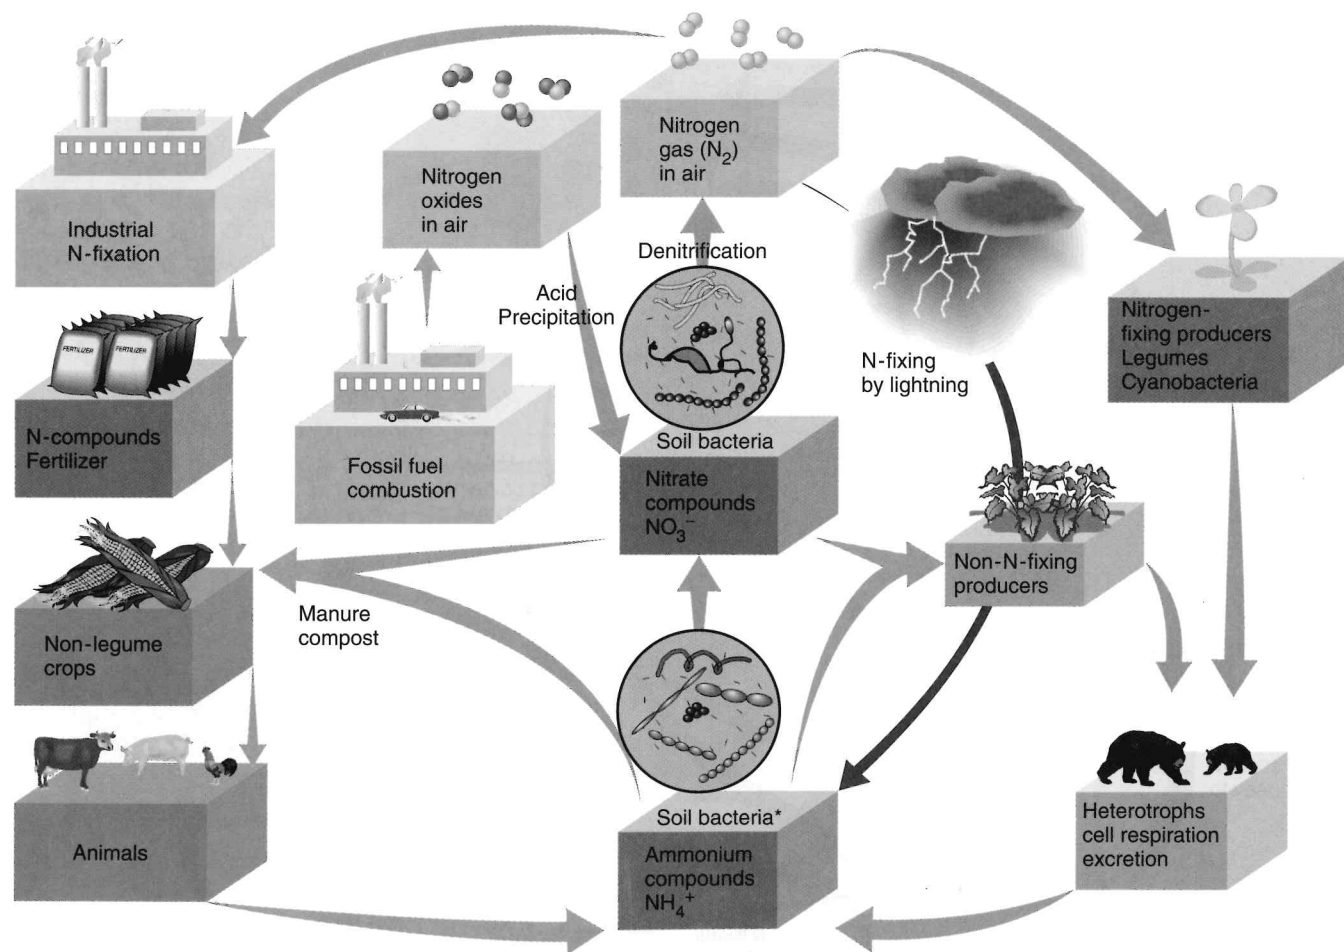 Nitrogen
gas (N₂)
in air
Nitrogen
oxides
in air
Industrial
N-fixation
Denitrification
Acid
Precipitation
FERTILIZER
FERTILIZER
N-compounds
Fertilizer
Fossil fuel
combustion
Soil bacteria
Nitrate
compounds
NO₃⁻
N-fixing
by lightning
Nitrogen-
fixing producers
Legumes
Cyanobacteria
Non-N-fixing
producers
Manure
compost
Non-legume
crops
Animals
Soil bacteria*
Ammonium
compounds
NH₄⁺
Heterotrophs
cell respiration
excretion